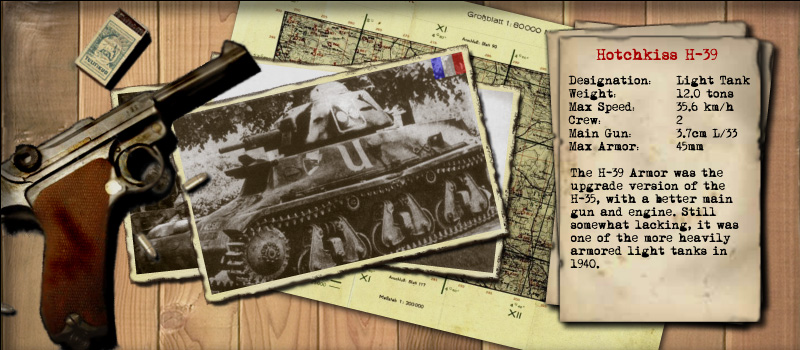 Großblatt 1:80000
XI
Hotchkiss H-39
Designation: Light Tank
Weight: 12.0 tons
Max Speed: 35.6 km/h
Crew: 2
Main Gun: 3.7cm L/33
Max Armor: 45mm
The H-39 Armor was the
upgrade version of the
H-35, with a better main
gun and engine. Still
somewhat lacking, it was
one of the more heavily
armored light tanks in
1940.
U
XI
Maßstab 1:300000
XII